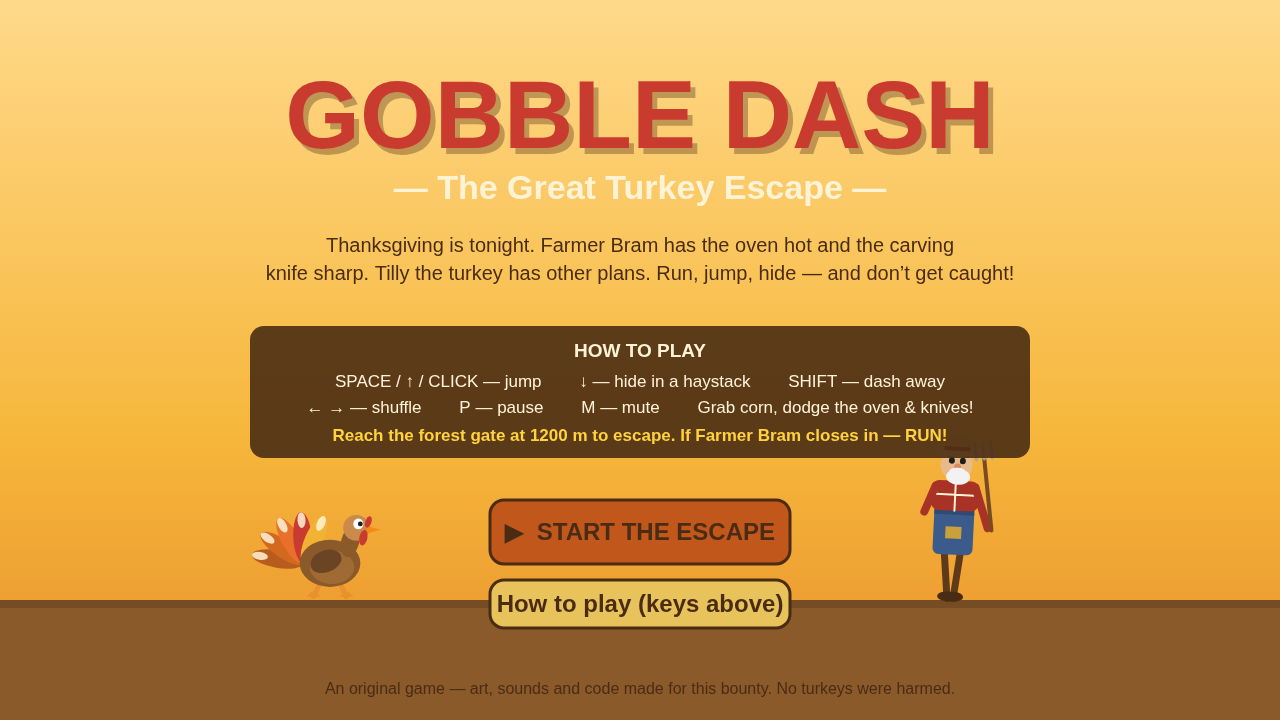 GOBBLE DASH
— The Great Turkey Escape —
Thanksgiving is tonight. Farmer Bram has the oven hot and the carving
knife sharp. Tilly the turkey has other plans. Run, jump, hide — and don’t get caught!
HOW TO PLAY
SPACE / ↑ / CLICK — jump ↓ — hide in a haystack SHIFT — dash away
← → — shuffle P — pause M — mute Grab corn, dodge the oven & knives!
Reach the forest gate at 1200 m to escape. If Farmer Bram closes in — RUN!
▶ START THE ESCAPE
How to play (keys above)
An original game — art, sounds and code made for this bounty. No turkeys were harmed.